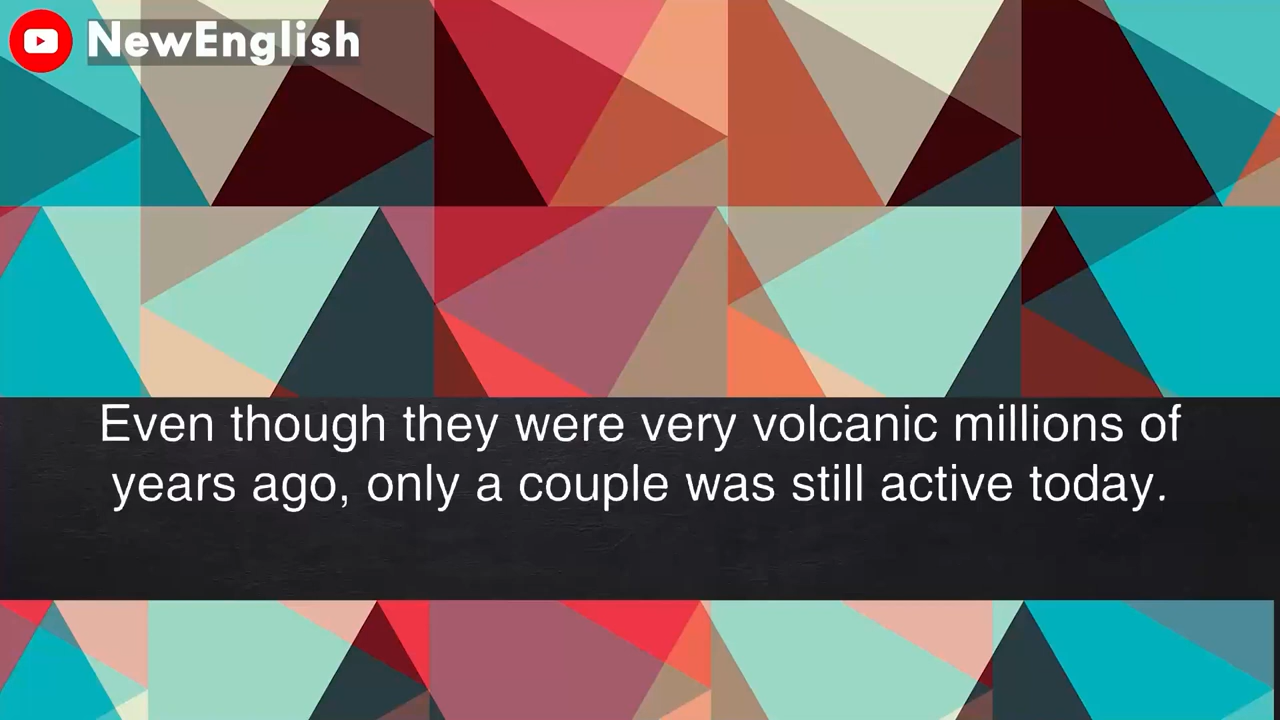 NewEnglish
Even though they were very volcanic millions of
years ago, only a couple was still active today.